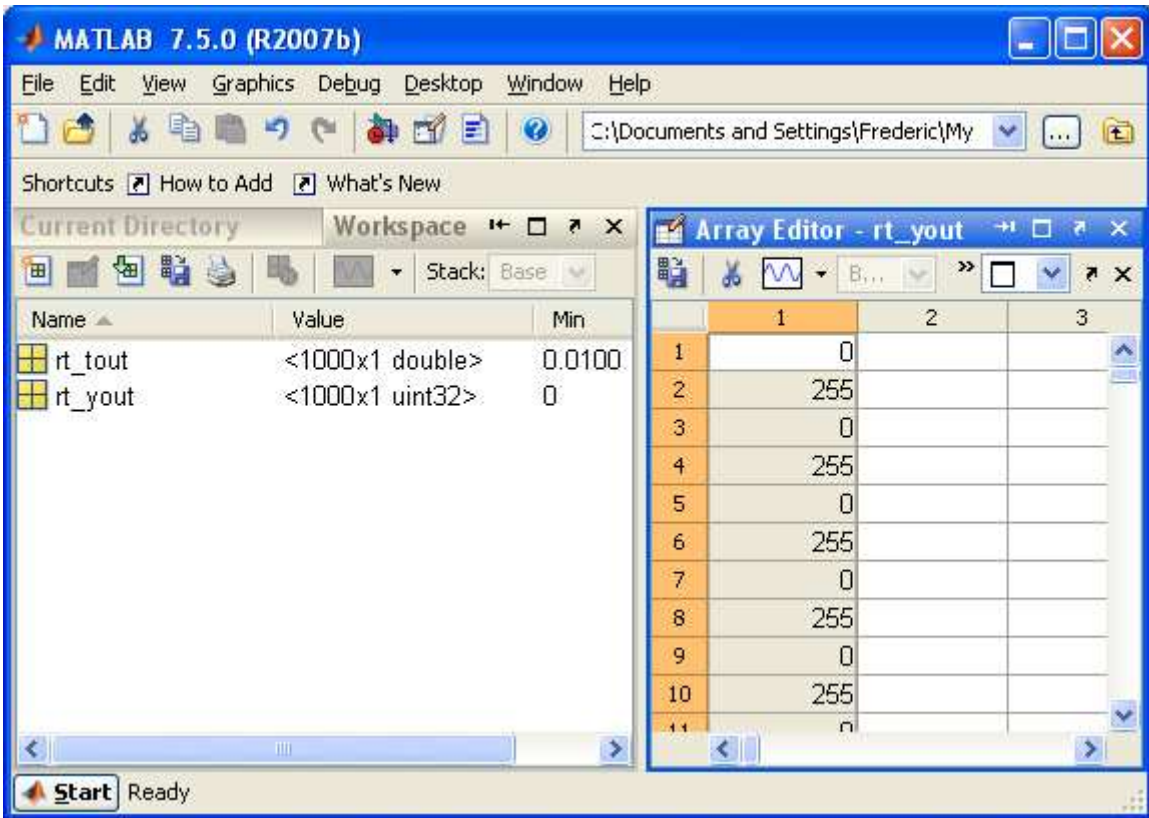 MATLAB 7.5.0 (R2007b)
File Edit View Graphics Debug Desktop Window Help
C:\Documents and Settings\Frederic\My ...
Shortcuts How to Add What's New
Current Directory Workspace
Stack: Base
Name Value Min
rt_tout <1000x1 double> 0.0100
rt_yout <1000x1 uint32> 0
Array Editor - rt_yout
B... »
1 2 3
1 0
2 255
3 0
4 255
5 0
6 255
7 0
8 255
9 0
10 255
11 0
Start Ready